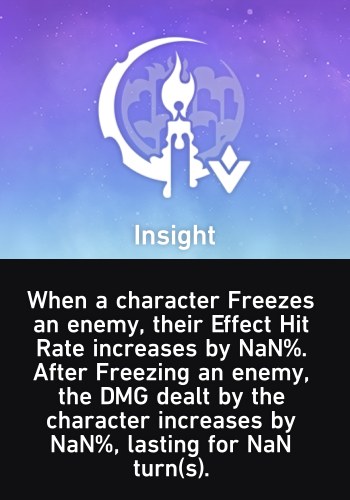 Insight
When a character Freezes
an enemy, their Effect Hit
Rate increases by NaN%.
After Freezing an enemy,
the DMG dealt by the
character increases by
NaN%, lasting for NaN
turn(s).